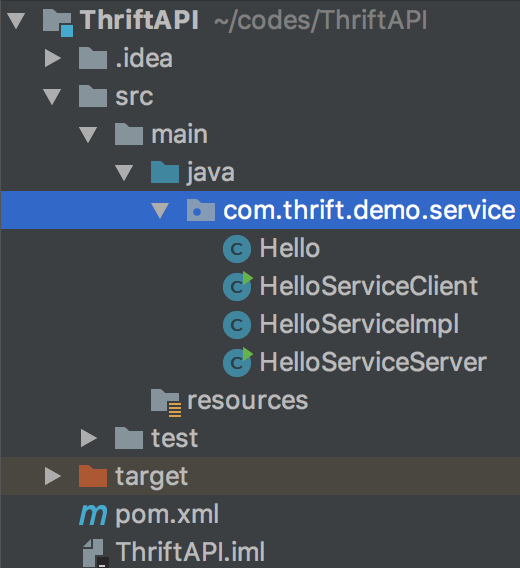 ThriftAPI ~/codes/ThriftAPI
.idea
src
main
java
com.thrift.demo.service
C Hello
C HelloServiceClient
C HelloServiceImpl
C HelloServiceServer
resources
test
target
m pom.xml
ThriftAPI.iml